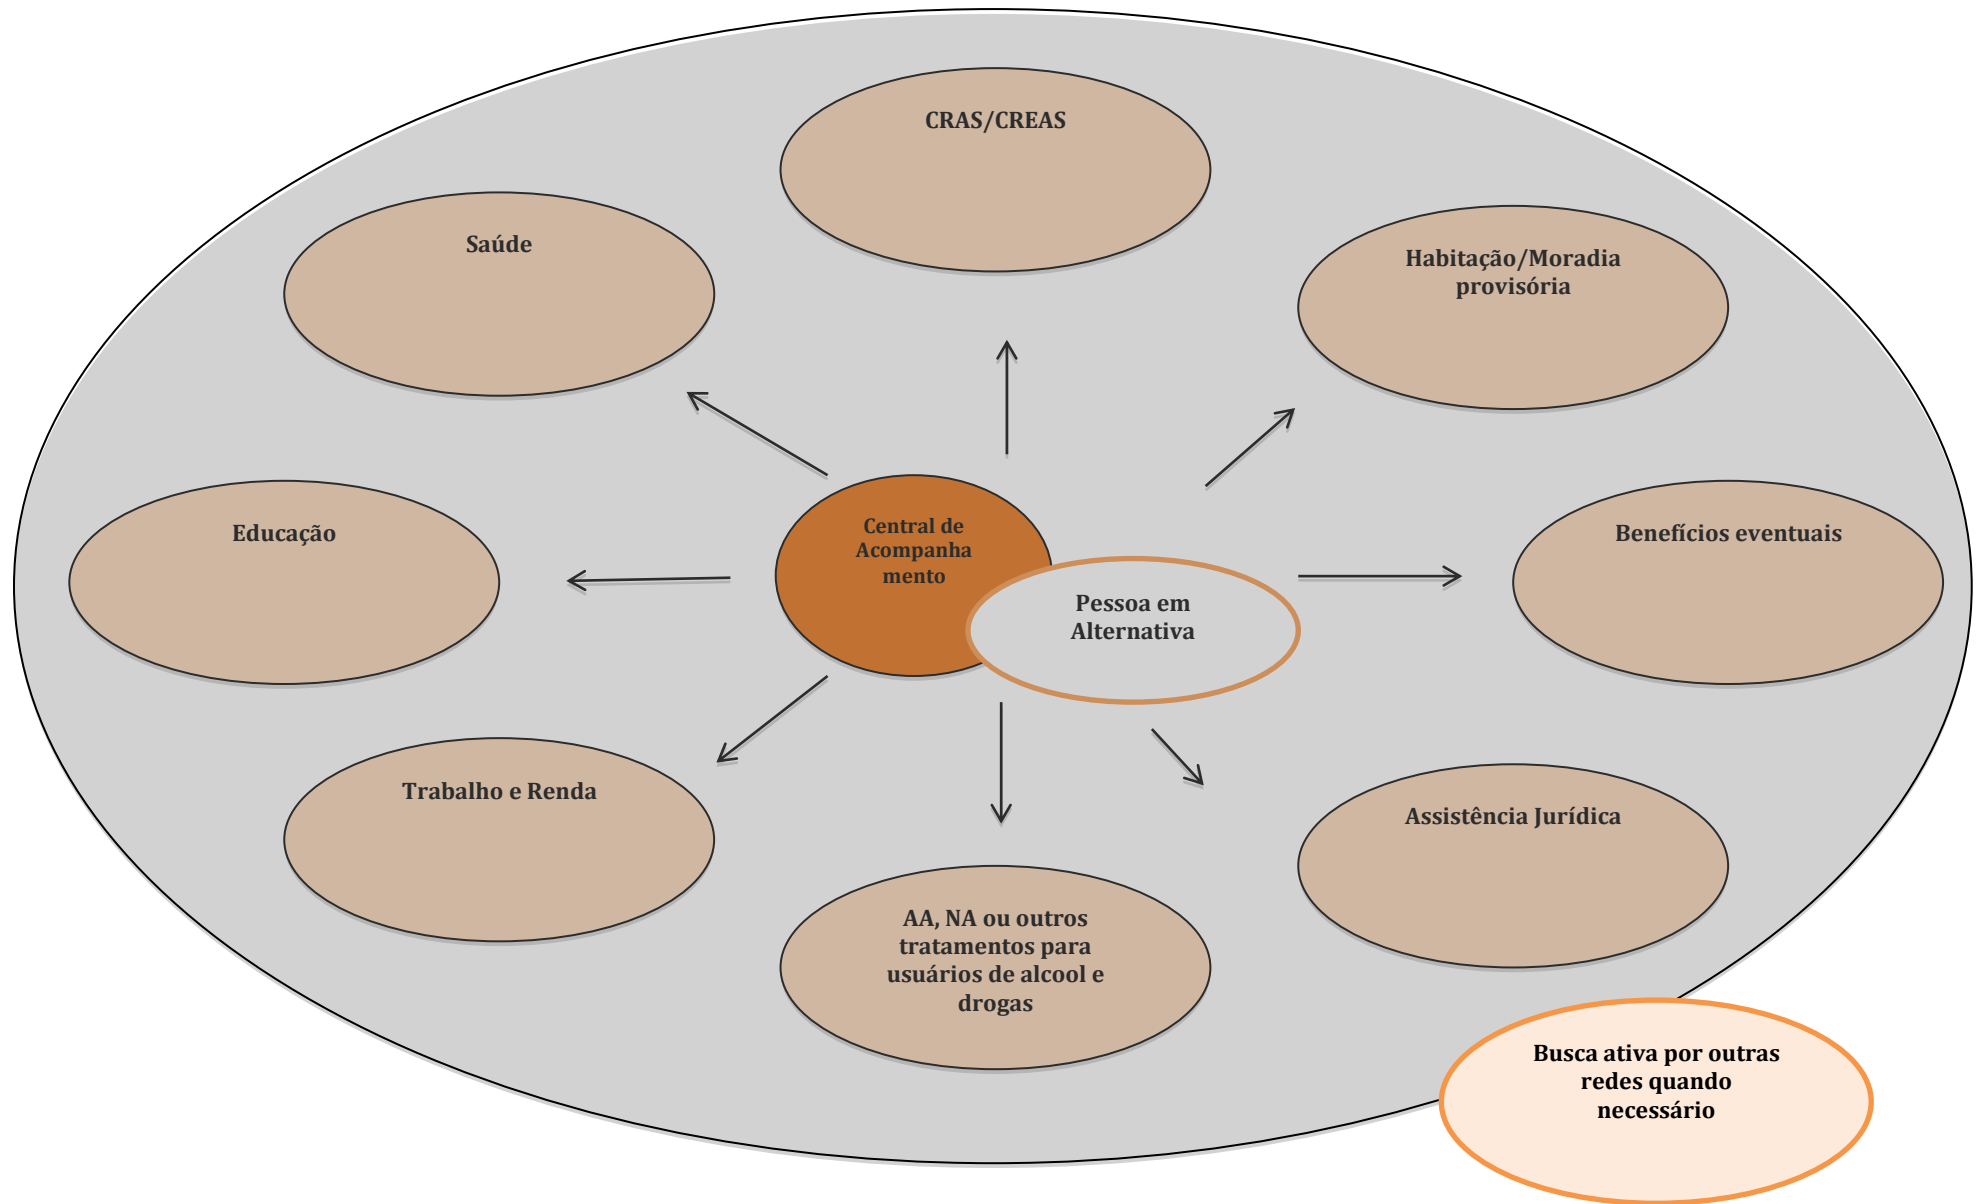 CRAS/CREAS
Saúde
Habitação/Moradia
provisória
Educação
Central de
Acompanha
mento
Benefícios eventuais
Pessoa em
Alternativa
Trabalho e Renda
Assistência Jurídica
AA, NA ou outros
tratamentos para
usuários de alcool e
drogas
Busca ativa por outras
redes quando
necessário